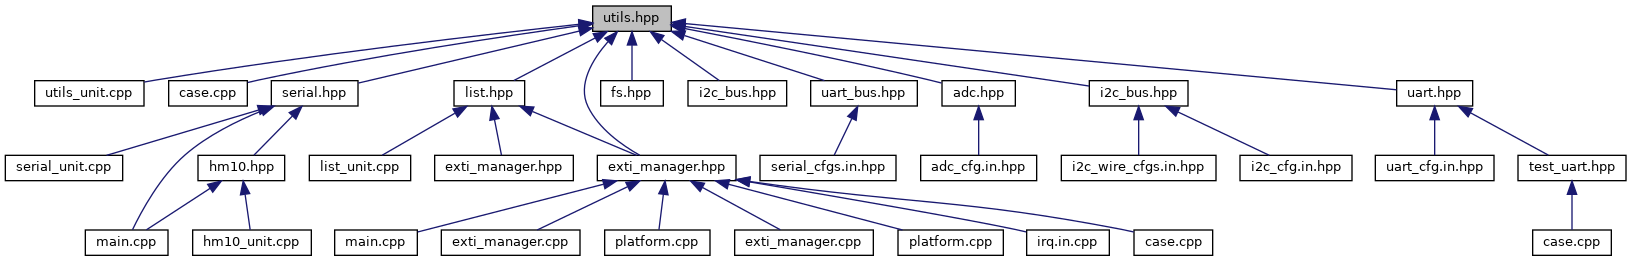 utils.hpp
utils_unit.cpp
case.cpp
serial.hpp
list.hpp
fs.hpp
i2c_bus.hpp
uart_bus.hpp
adc.hpp
i2c_bus.hpp
uart.hpp
serial_unit.cpp
hm10.hpp
list_unit.cpp
exti_manager.hpp
exti_manager.hpp
serial_cfgs.in.hpp
adc_cfg.in.hpp
i2c_wire_cfgs.in.hpp
i2c_cfg.in.hpp
uart_cfg.in.hpp
test_uart.hpp
main.cpp
hm10_unit.cpp
main.cpp
exti_manager.cpp
platform.cpp
exti_manager.cpp
platform.cpp
irq.in.cpp
case.cpp
case.cpp